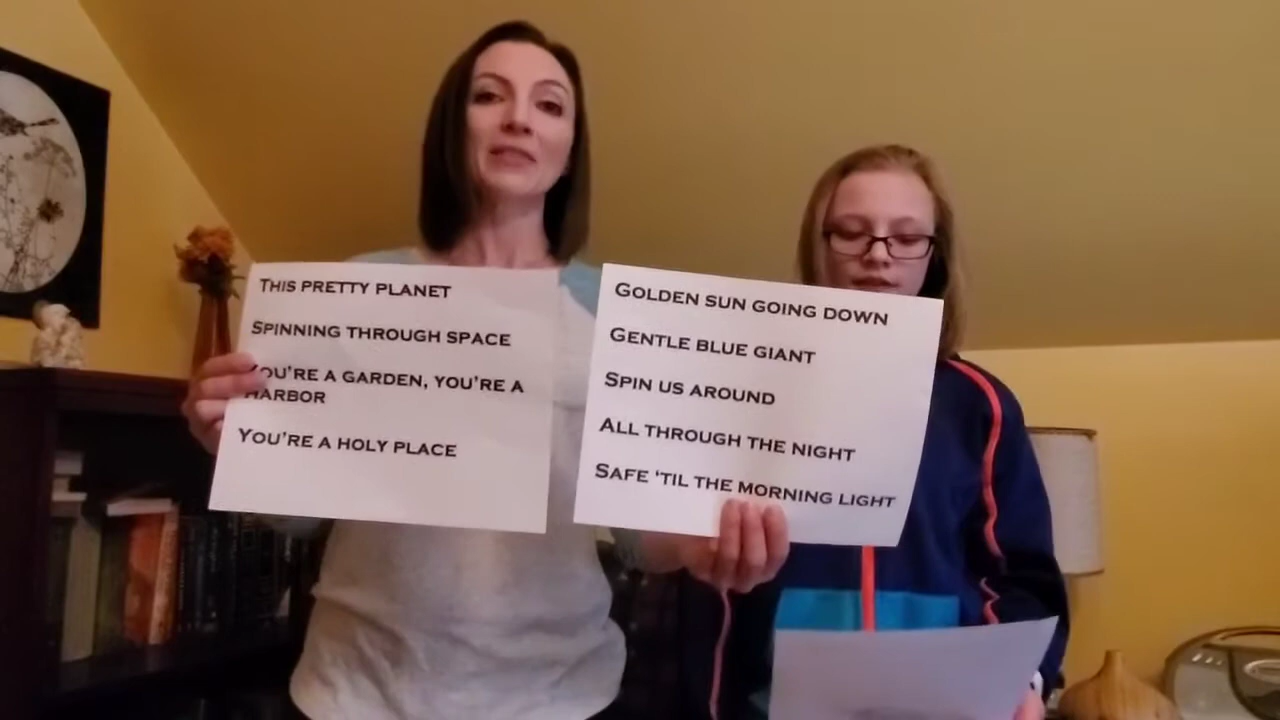 THIS PRETTY PLANET
SPINNING THROUGH SPACE
YOU'RE A GARDEN, YOU'RE A
HARBOR
YOU'RE A HOLY PLACE
GOLDEN SUN GOING DOWN
GENTLE BLUE GIANT
SPIN US AROUND
ALL THROUGH THE NIGHT
SAFE 'TIL THE MORNING LIGHT